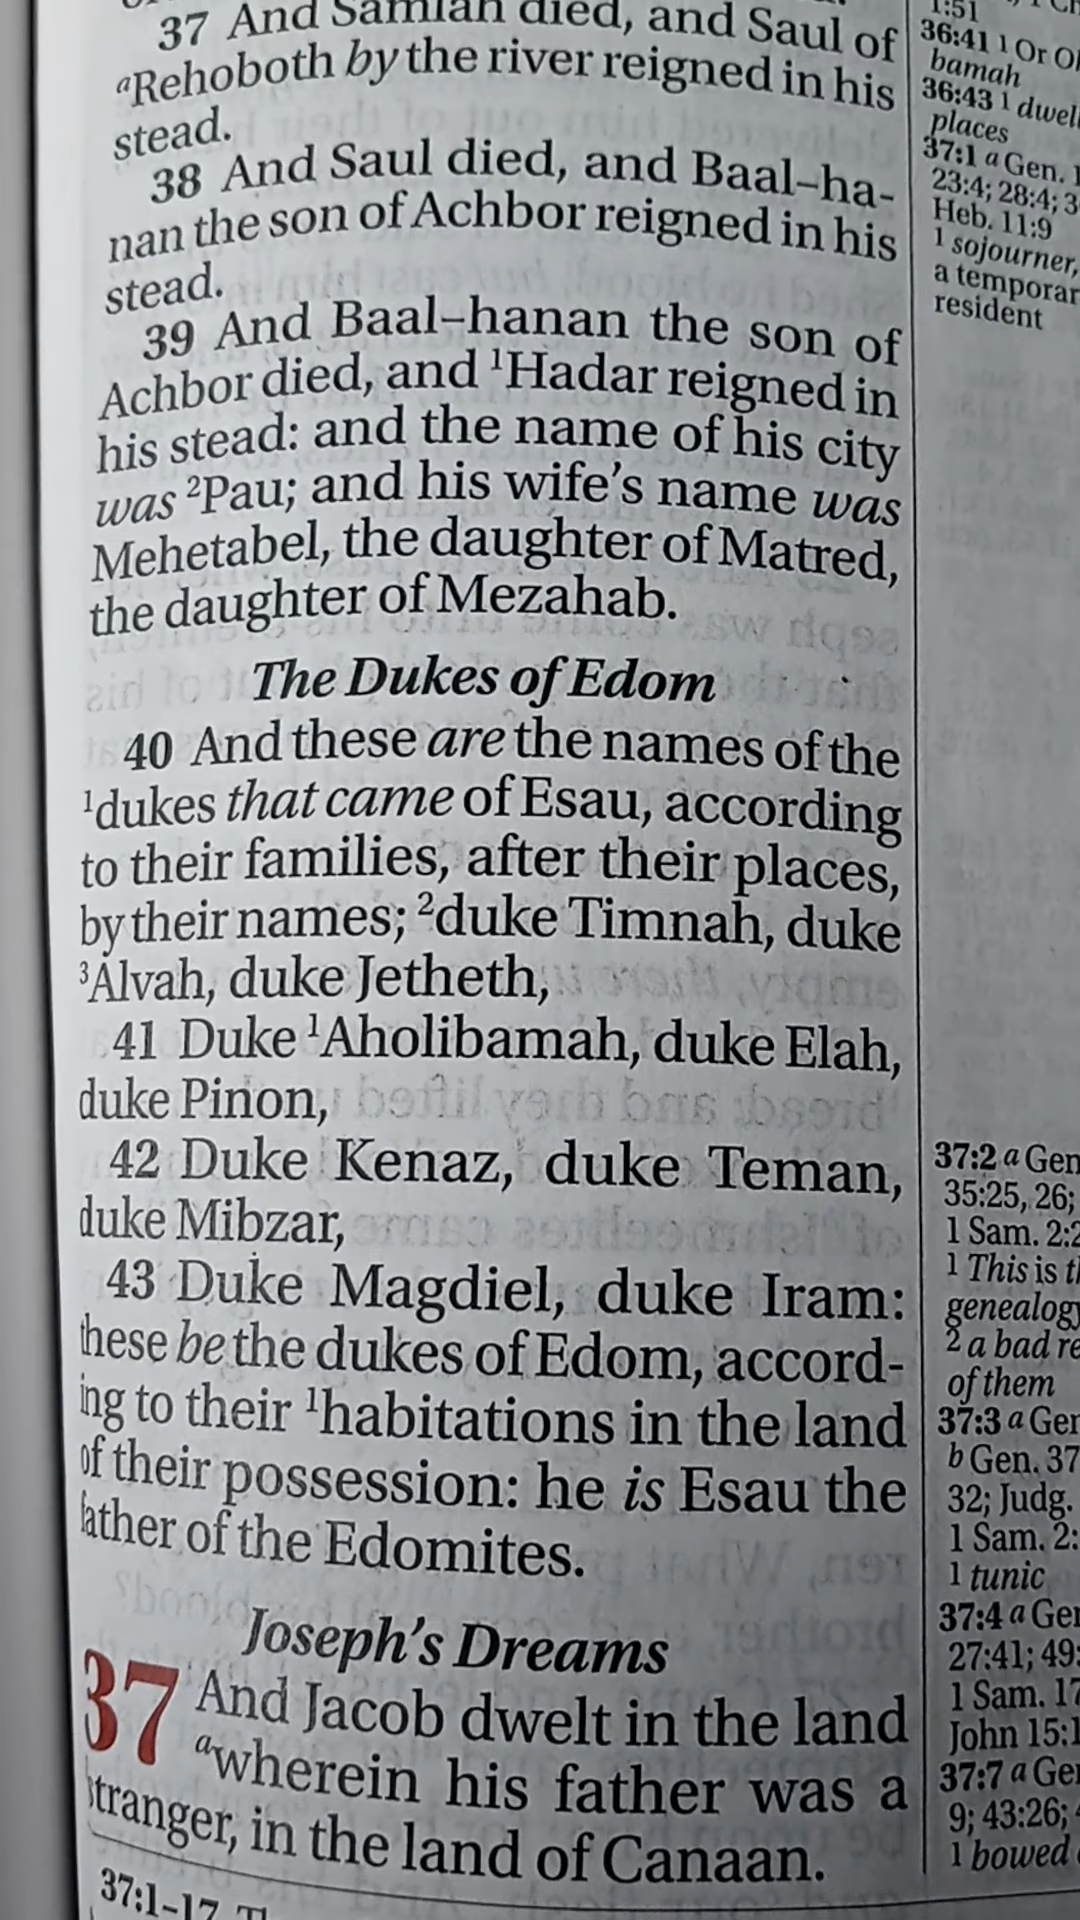 37 And Samlah died, and Saul of
aRehoboth by the river reigned in his
stead.
38 And Saul died, and Baal-ha-
nan the son of Achbor reigned in his
stead.
39 And Baal-hanan the son of
Achbor died, and 1Hadar reigned in
his stead: and the name of his city
was 2Pau; and his wife's name was
Mehetabel, the daughter of Matred,
the daughter of Mezahab.
The Dukes of Edom
40 And these are the names of the
1dukes that came of Esau, according
to their families, after their places,
by their names; 2duke Timnah, duke
3Alvah, duke Jetheth,
41 Duke 1Aholibamah, duke Elah,
duke Pinon,
42 Duke Kenaz, duke Teman,
duke Mibzar,
43 Duke Magdiel, duke Iram:
these be the dukes of Edom, accord-
ing to their 1habitations in the land
of their possession: he is Esau the
father of the Edomites.
Joseph's Dreams
37 And Jacob dwelt in the land
awherein his father was a
stranger, in the land of Canaan.
37:1-17
1:51
36:41 1 Or
bamah
36:43 1
places
37:1 a Gen.
23:4; 28:4;
Heb. 11:9
1 sojourner,
a
resident
37:2 a Gen
35:25, 26;
1 Sam.
1 This is
genealogy
2 a bad
of them
37:3 a
b Gen. 37
32; Judg.
1 Sam. 2:
1 tunic
37:4 a
27:41;
1 Sam.
John
37:7 a
9; 43:26;
1 bowed